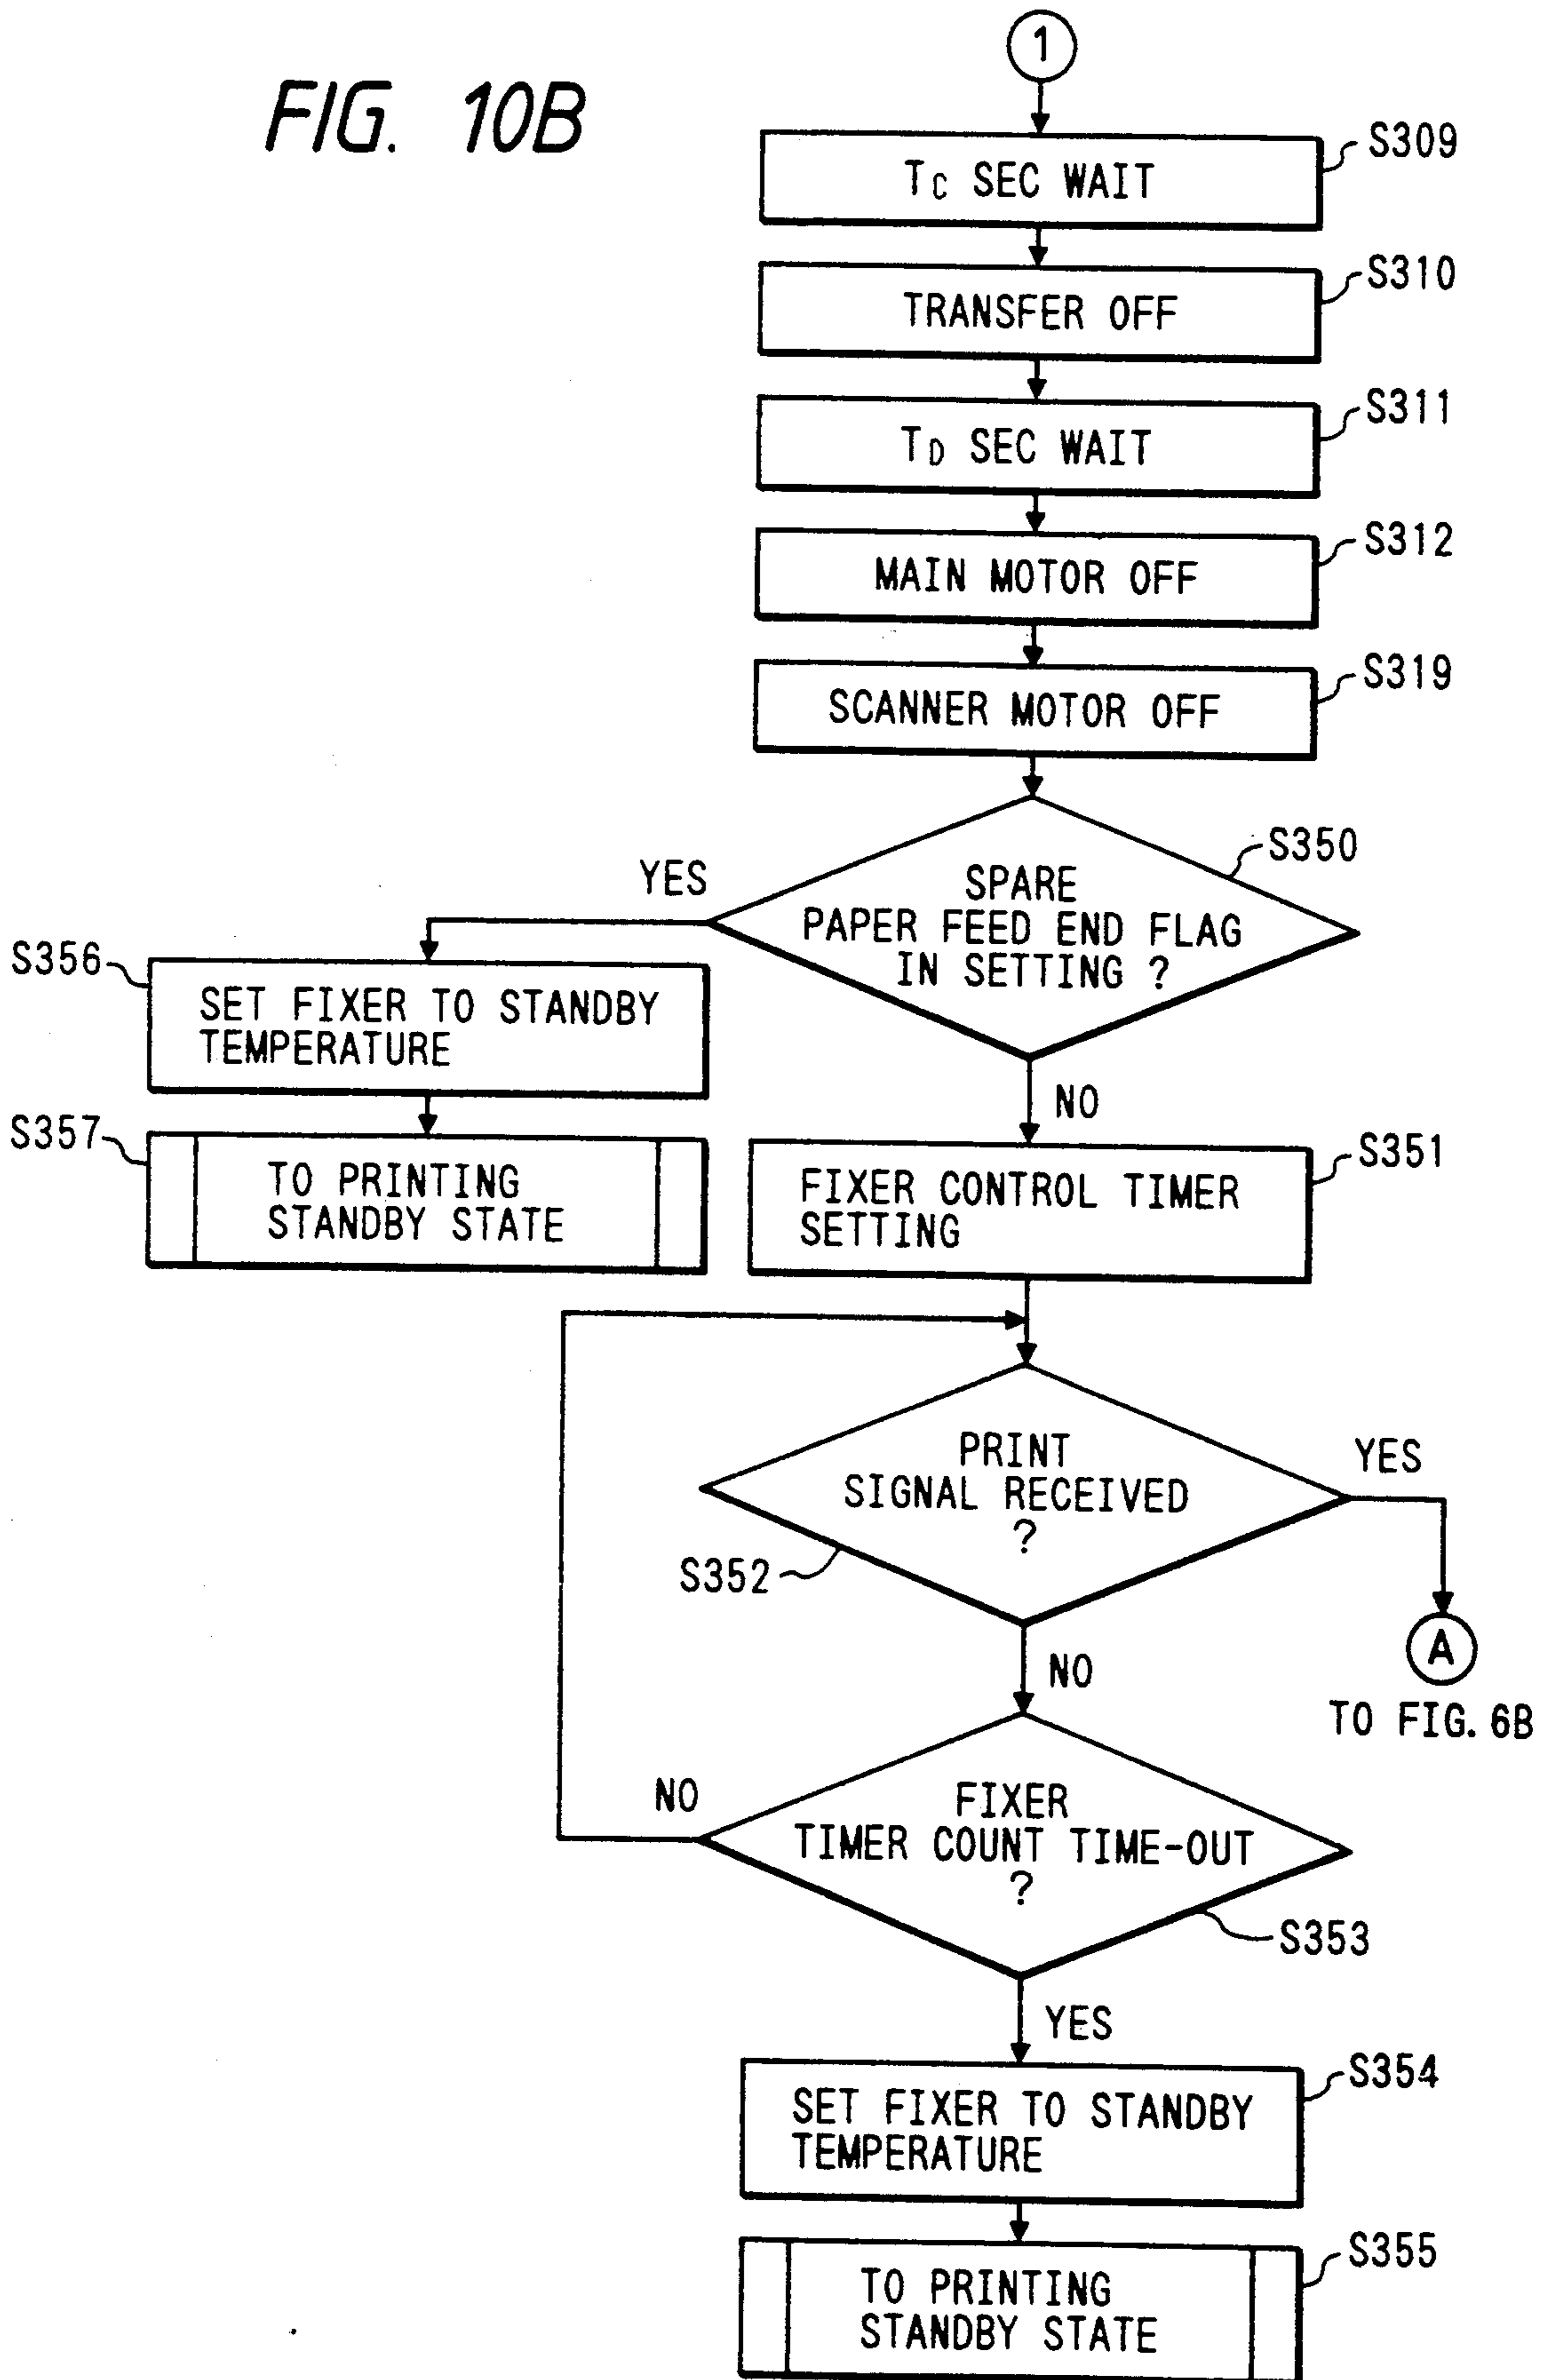 FIG. 10B
1
S309
TC SEC WAIT
S310
TRANSFER OFF
S311
TD SEC WAIT
S312
MAIN MOTOR OFF
S319
SCANNER MOTOR OFF
S350
YES
SPARE
PAPER FEED END FLAG
IN SETTING ?
S356
SET FIXER TO STANDBY
TEMPERATURE
NO
S357
TO PRINTING
STANDBY STATE
S351
FIXER CONTROL TIMER
SETTING
PRINT
SIGNAL RECEIVED
?
YES
S352
A
TO FIG. 6B
NO
NO
FIXER
TIMER COUNT TIME-OUT
?
S353
YES
S354
SET FIXER TO STANDBY
TEMPERATURE
S355
TO PRINTING
STANDBY STATE